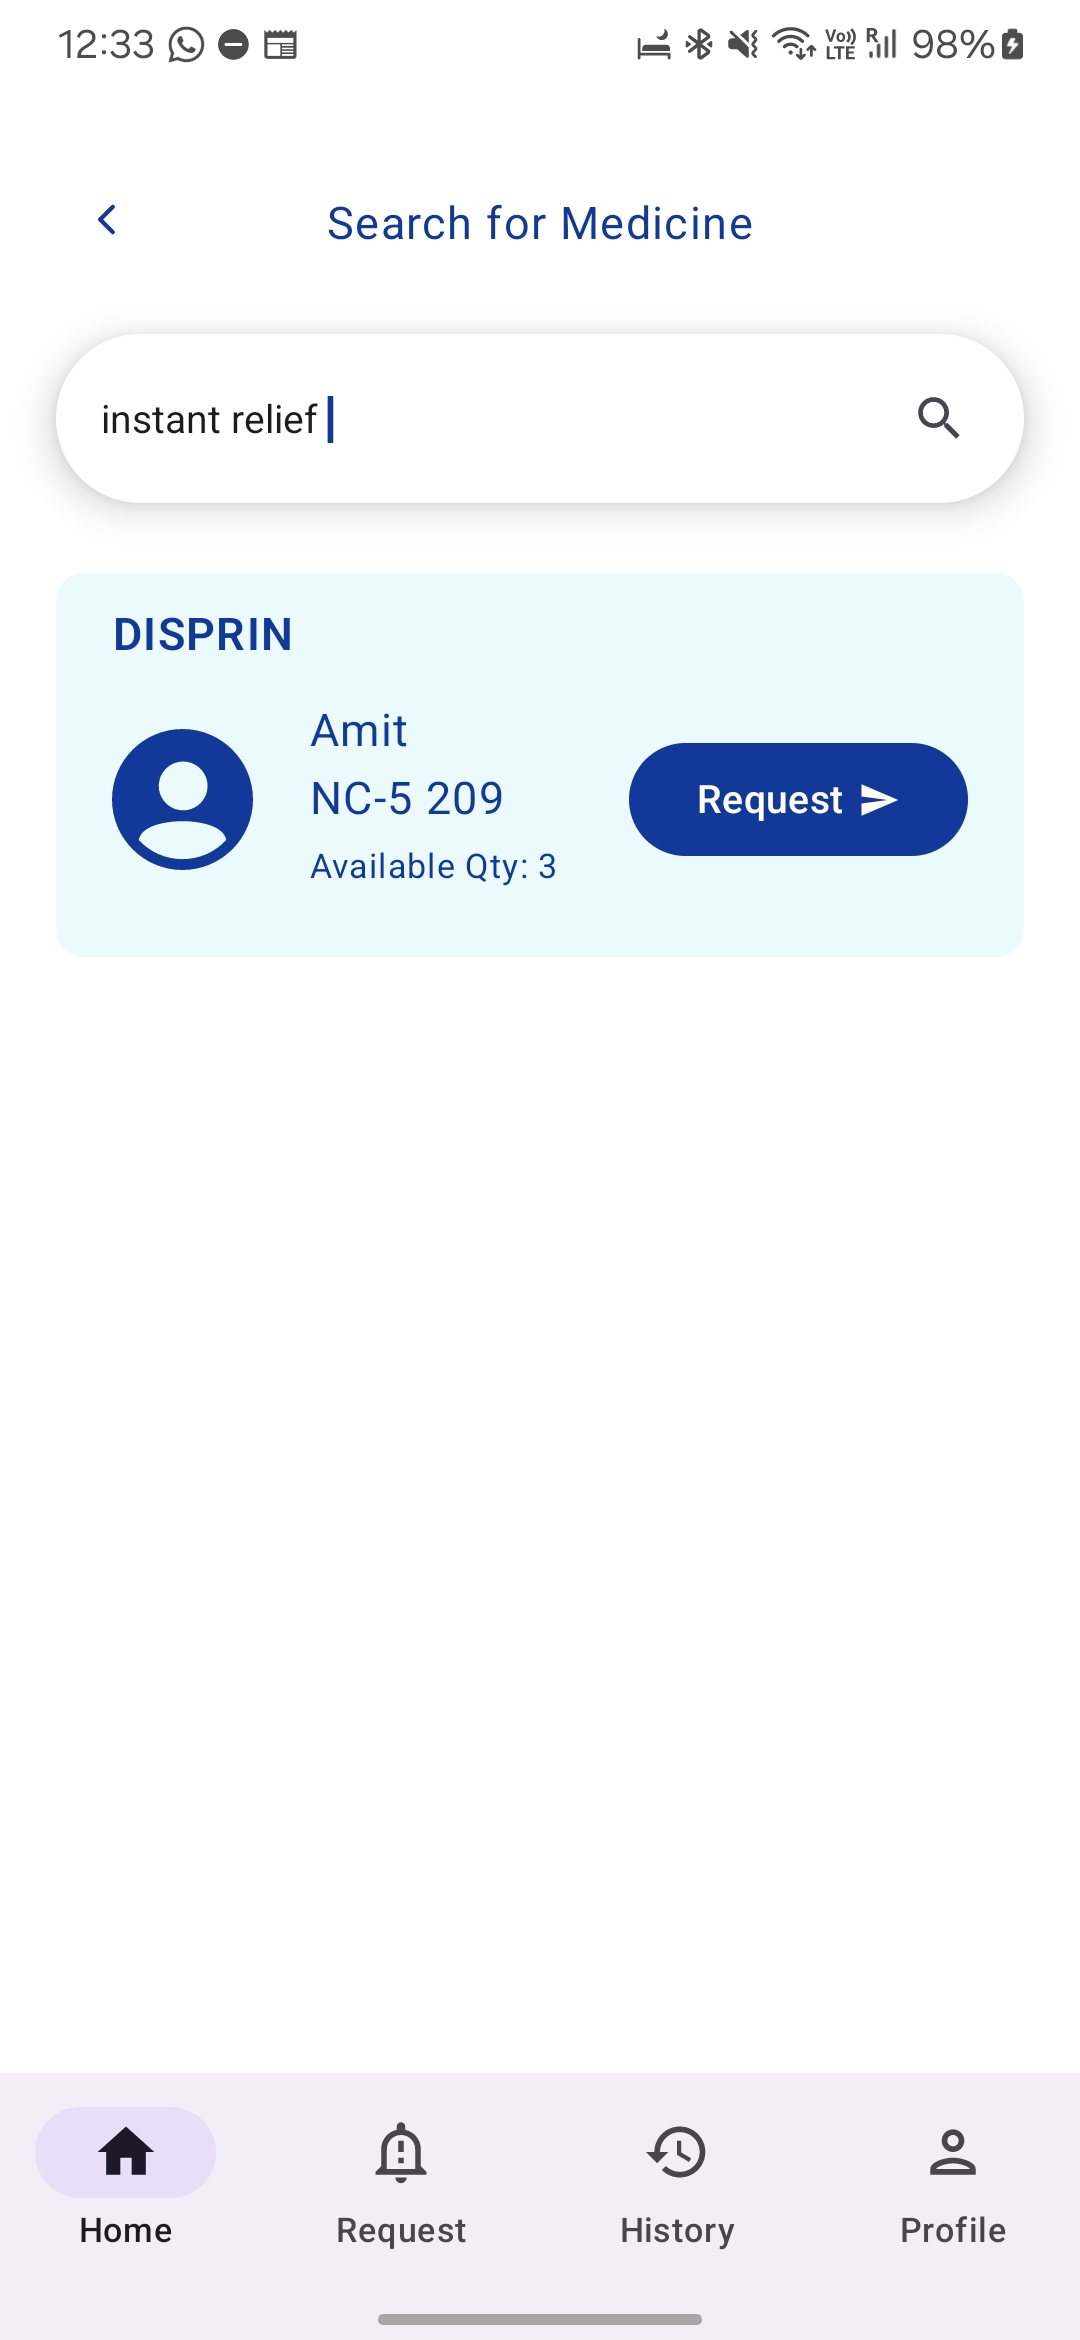 12:33 Vo)) LTE R 98%
Search for Medicine
instant relief
DISPRIN
Amit
NC-5 209
Available Qty: 3
Request
Home Request History Profile